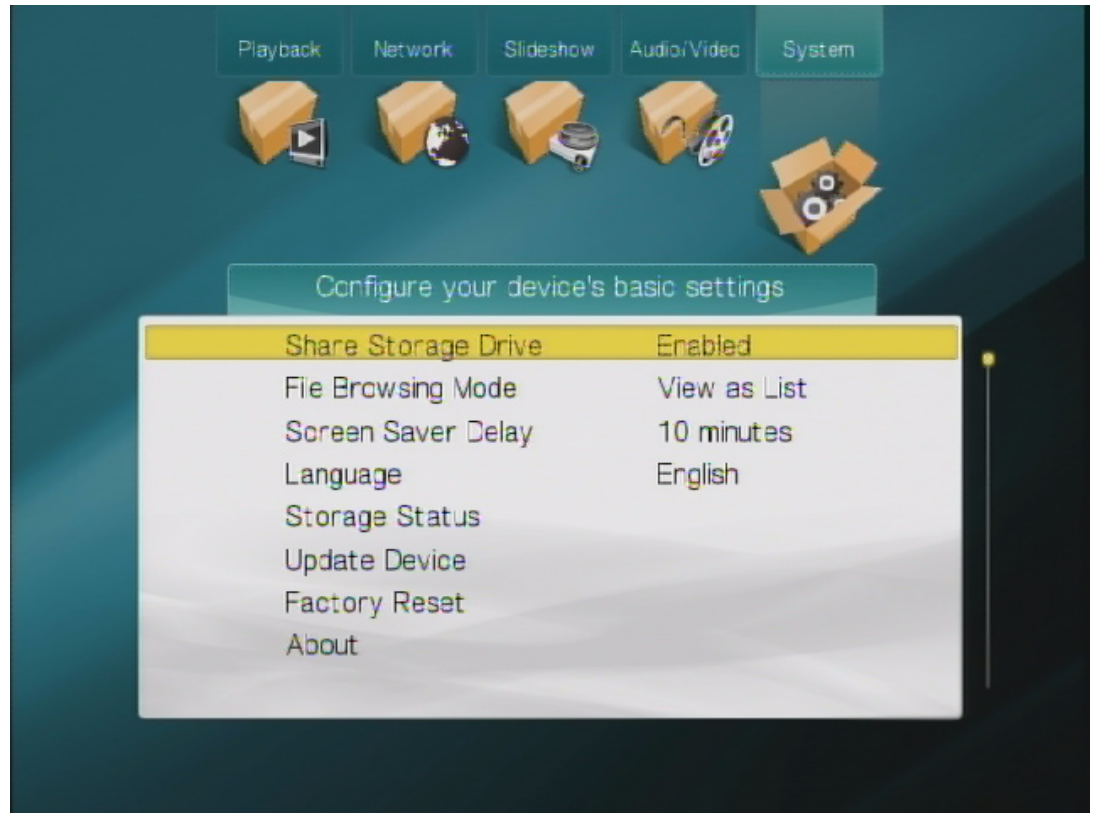 Playback Network Slideshow Audio/Video System
Configure your device's basic settings
Share Storage Drive Enabled
File Browsing Mode View as List
Screen Saver Delay 10 minutes
Language English
Storage Status
Update Device
Factory Reset
About